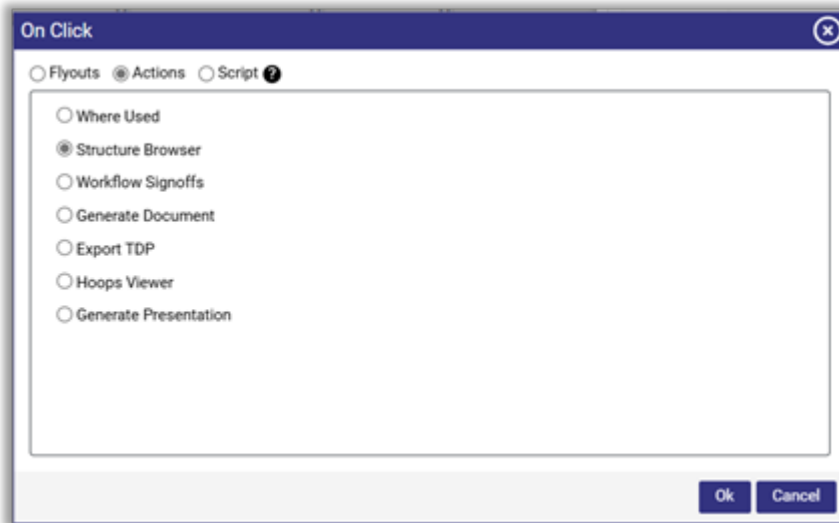 On Click
Flyouts Actions Script ?
Where Used
Structure Browser
Workflow Signoffs
Generate Document
Export TDP
Hoops Viewer
Generate Presentation
Ok Cancel